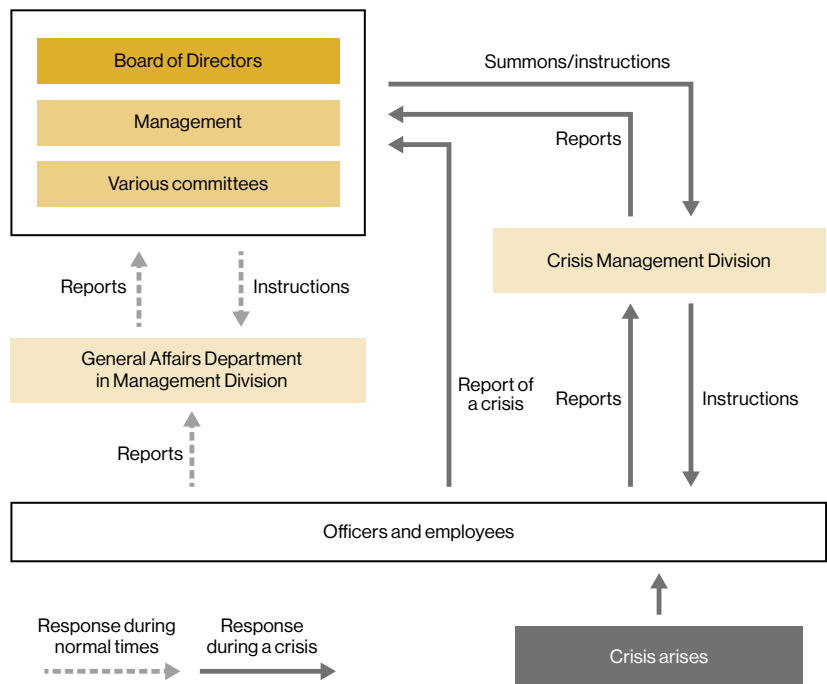 Board of Directors
Management
Various committees
Summons/instructions
Reports
Crisis Management Division
Reports
Instructions
General Affairs Department
in Management Division
Report of
a crisis
Reports
Instructions
Reports
Officers and employees
Response during
normal times
Response
during a crisis
Crisis arises